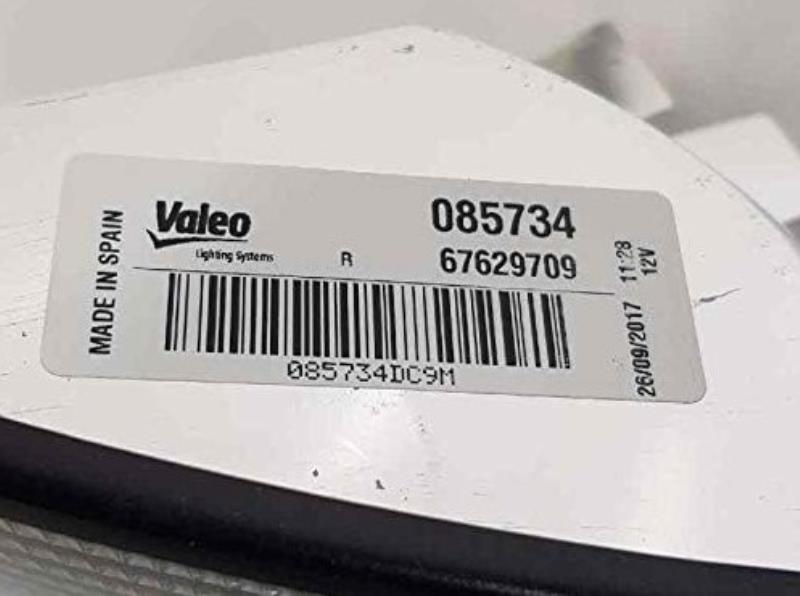 MADE IN SPAIN
Valeo
Lighting Systems
R
085734
67629709
085734DC9M
26/09/2017 11:28
12V